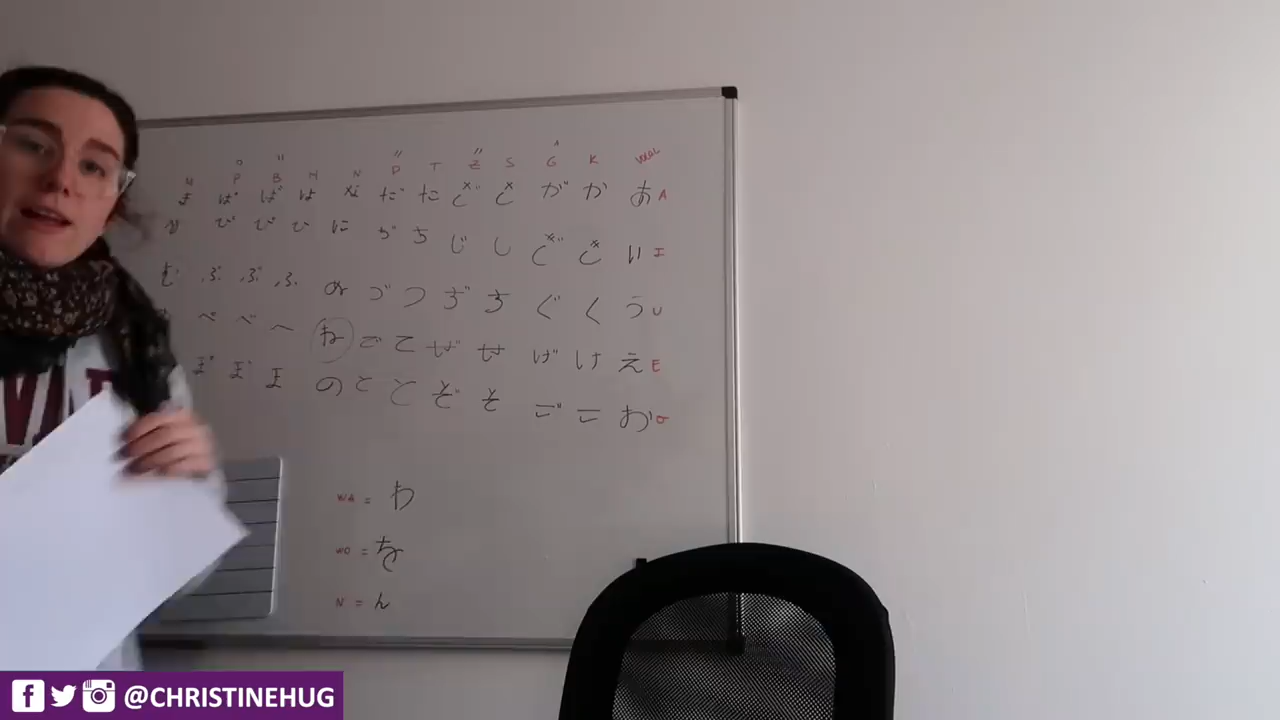 M P B H N D T Z S G K
ま ぱ ば は な だ た ざ さ が か あ A
び び ひ に ぢ ち じ し ぎ き い I
む ぷ ぶ ふ ぬ づ つ ず す ぐ く う U
ぺ べ へ ね で て ぜ せ げ け え E
ぽ ぼ ほ の ど と ぞ そ ご こ お O
WA = わ
WO = を
N = ん
@CHRISTINEHUG